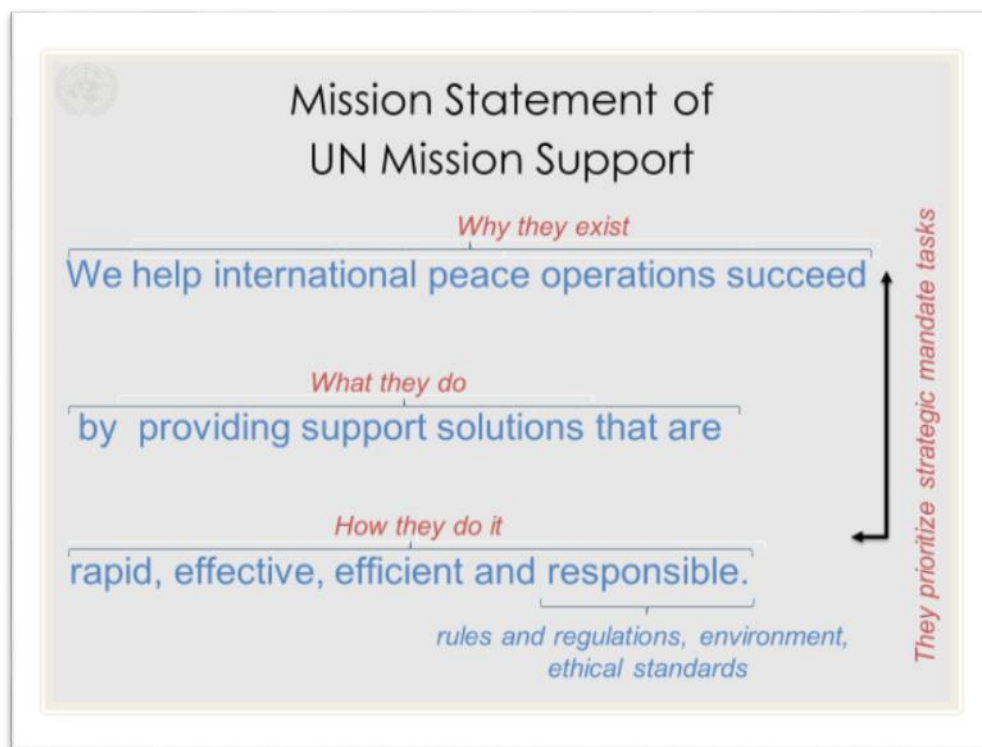 Mission Statement of
UN Mission Support
Why they exist
We help international peace operations succeed
What they do
by providing support solutions that are
How they do it
rapid, effective, efficient and responsible.
rules and regulations, environment,
ethical standards
They prioritize strategic mandate tasks